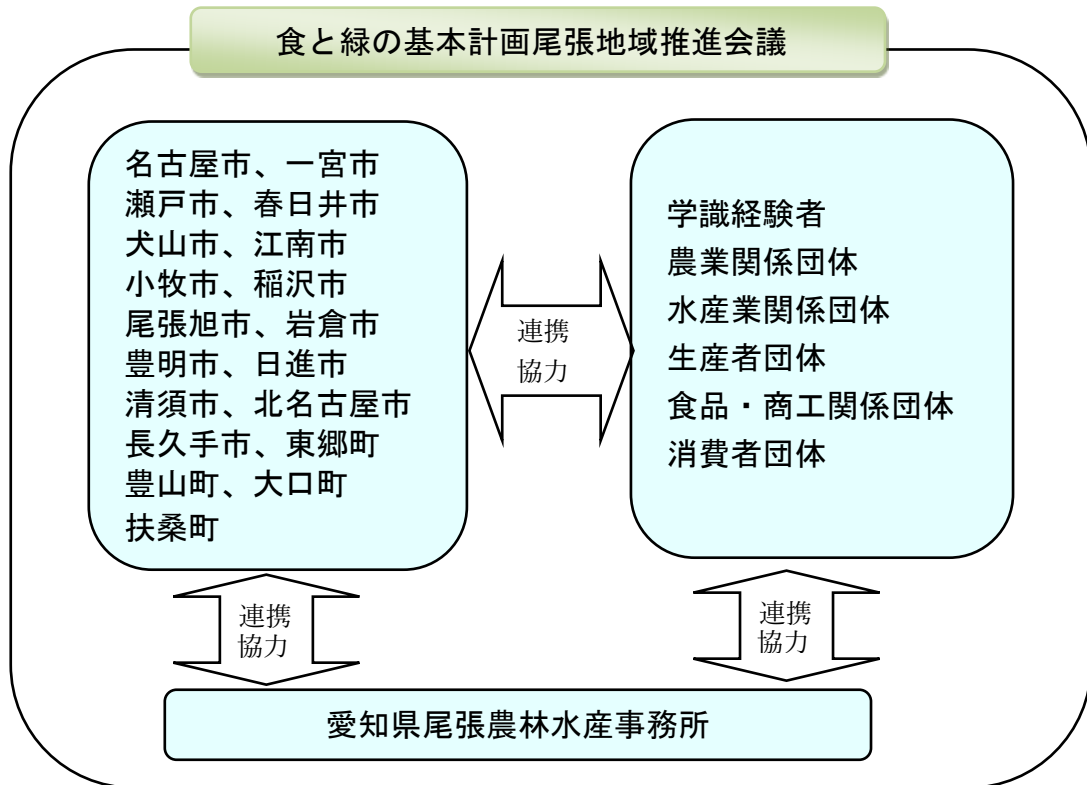 食と緑の基本計画尾張地域推進会議
名古屋市、一宮市
瀬戸市、春日井市
犬山市、江南市
小牧市、稲沢市
尾張旭市、岩倉市
豊明市、日進市
清須市、北名古屋市
長久手市、東郷町
豊山町、大口町
扶桑町
連携
協力
学識経験者
農業関係団体
水産業関係団体
生産者団体
食品・商工関係団体
消費者団体
連携
協力
連携
協力
愛知県尾張農林水産事務所